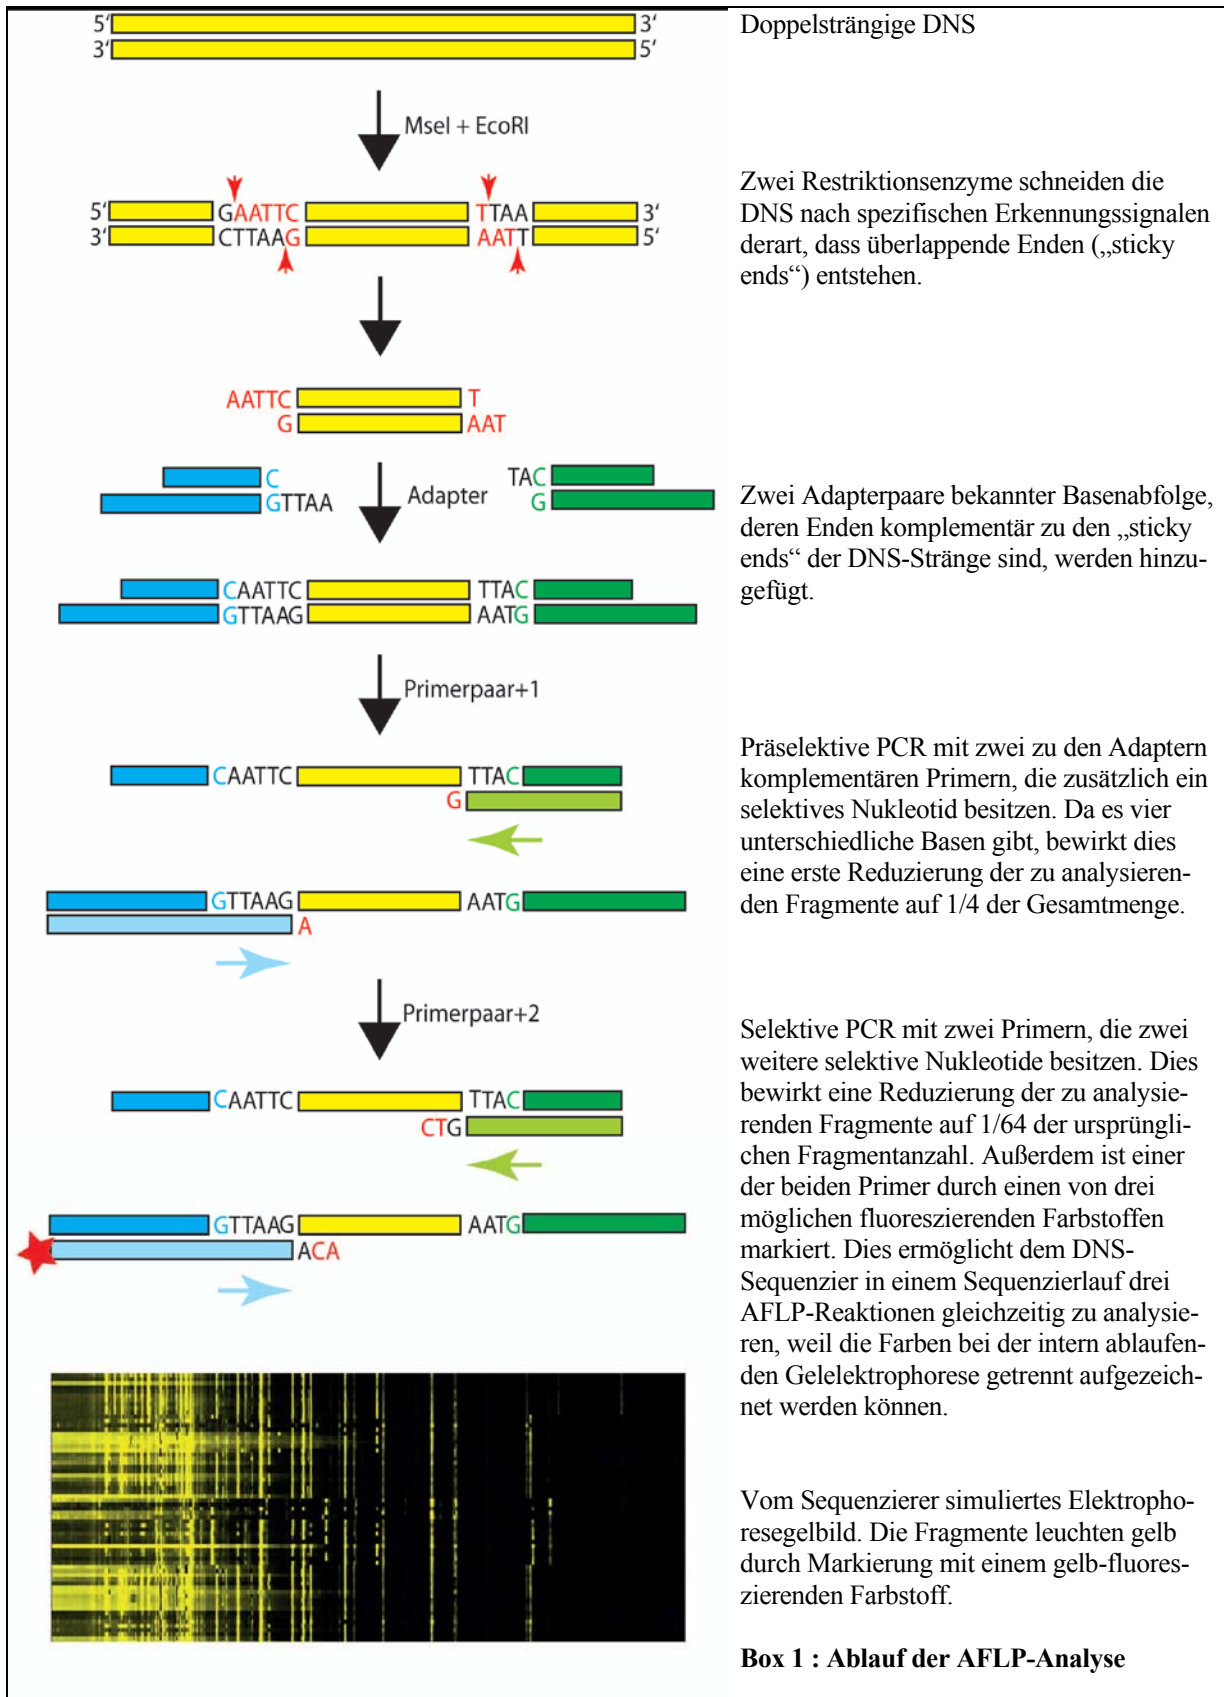 5‘ 3‘
3‘ 5‘
Doppelsträngige DNS
MseI + EcoRI
5‘ GAATTC TTAA 3‘
3‘ CTTAAG AATT 5‘
Zwei Restriktionsenzyme schneiden die
DNS nach spezifischen Erkennungssignalen
derart, dass überlappende Enden („sticky
ends“) entstehen.
AATTC T
G AAT
C TAC
GTTAA G
Adapter
Zwei Adapterpaare bekannter Basenabfolge,
deren Enden komplementär zu den „sticky
ends“ der DNS-Stränge sind, werden hinzu-
gefügt.
CAATTC TTAC
GTTAAG AATG
Primerpaar+1
Präselektive PCR mit zwei zu den Adaptern
komplementären Primern, die zusätzlich ein
selektives Nukleotid besitzen. Da es vier
unterschiedliche Basen gibt, bewirkt dies
eine erste Reduzierung der zu analysieren-
den Fragmente auf 1/4 der Gesamtmenge.
CAATTC TTAC
G
GTTAAG AATG
A
Primerpaar+2
Selektive PCR mit zwei Primern, die zwei
weitere selektive Nukleotide besitzen. Dies
bewirkt eine Reduzierung der zu analysie-
renden Fragmente auf 1/64 der ursprüngli-
chen Fragmentanzahl. Außerdem ist einer
der beiden Primer durch einen von drei
möglichen fluoreszierenden Farbstoffen
markiert. Dies ermöglicht dem DNS-
Sequenzier in einem Sequenzierlauf drei
AFLP-Reaktionen gleichzeitig zu analysie-
ren, weil die Farben bei der intern ablaufen-
den Gelelektrophorese getrennt aufgezeich-
net werden können.
CAATTC TTAC
CTG
GTTAAG AATG
ACA
Vom Sequenzierer simuliertes Elektropho-
resegelbild. Die Fragmente leuchten gelb
durch Markierung mit einem gelb-fluores-
zierenden Farbstoff.
Box 1 : Ablauf der AFLP-Analyse